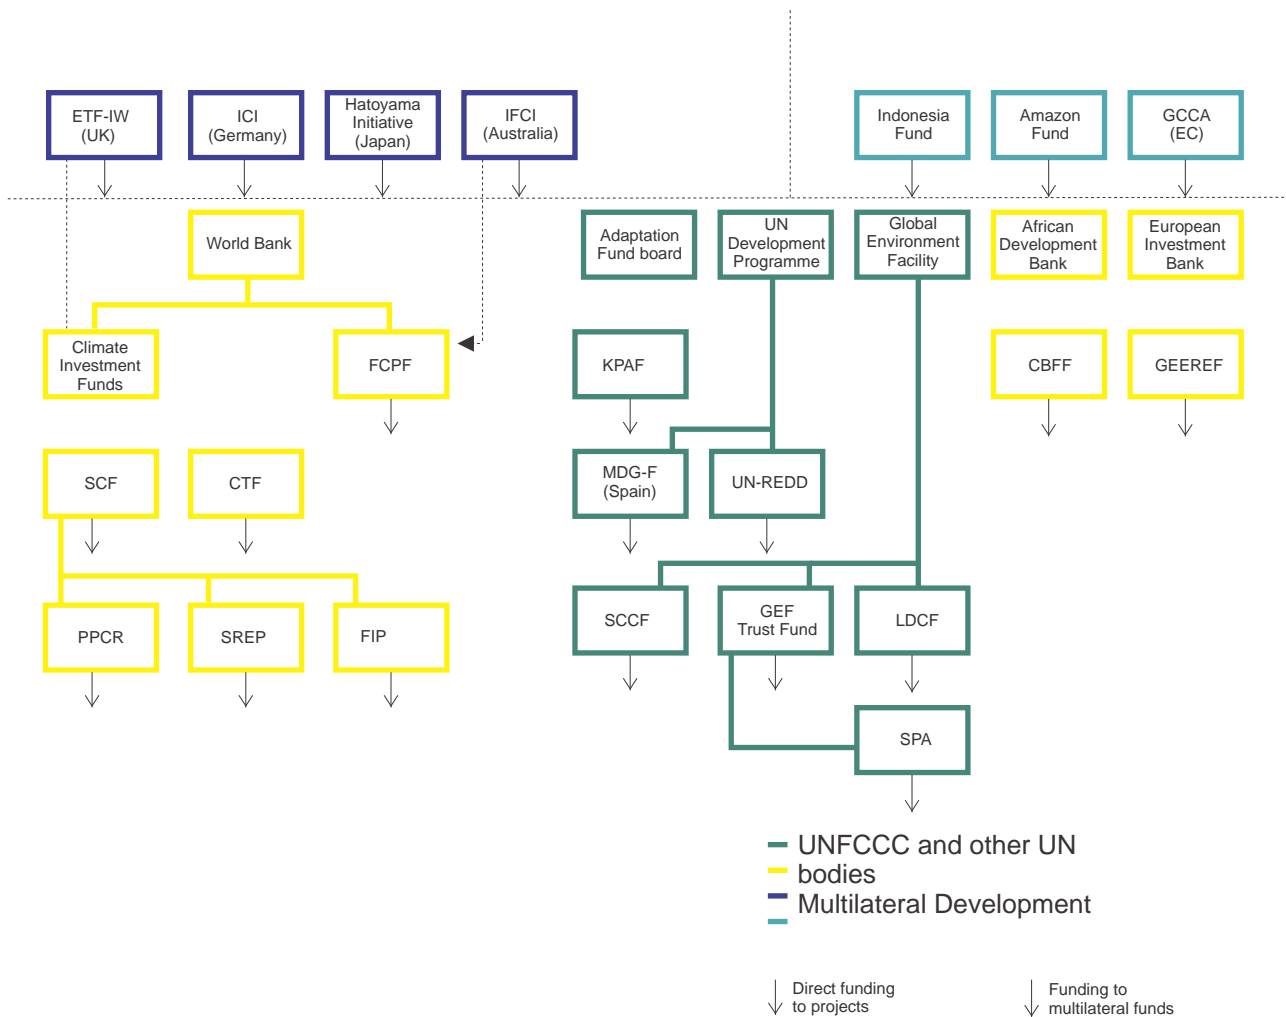 ETF-IW
(UK)
ICI
(Germany)
Hatoyama
Initiative
(Japan)
IFCI
(Australia)
Indonesia
Fund
Amazon
Fund
GCCA
(EC)
World Bank
Adaptation
Fund board
UN
Development
Programme
Global
Environment
Facility
African
Development
Bank
European
Investment
Bank
Climate
Investment
Funds
FCPF
KPAF
CBFF
GEEREF
SCF
CTF
MDG-F
(Spain)
UN-REDD
PPCR
SREP
FIP
SCCF
GEF
Trust Fund
LDCF
SPA
UNFCCC and other UN
bodies
Multilateral Development
Direct funding
to projects
Funding to
multilateral funds